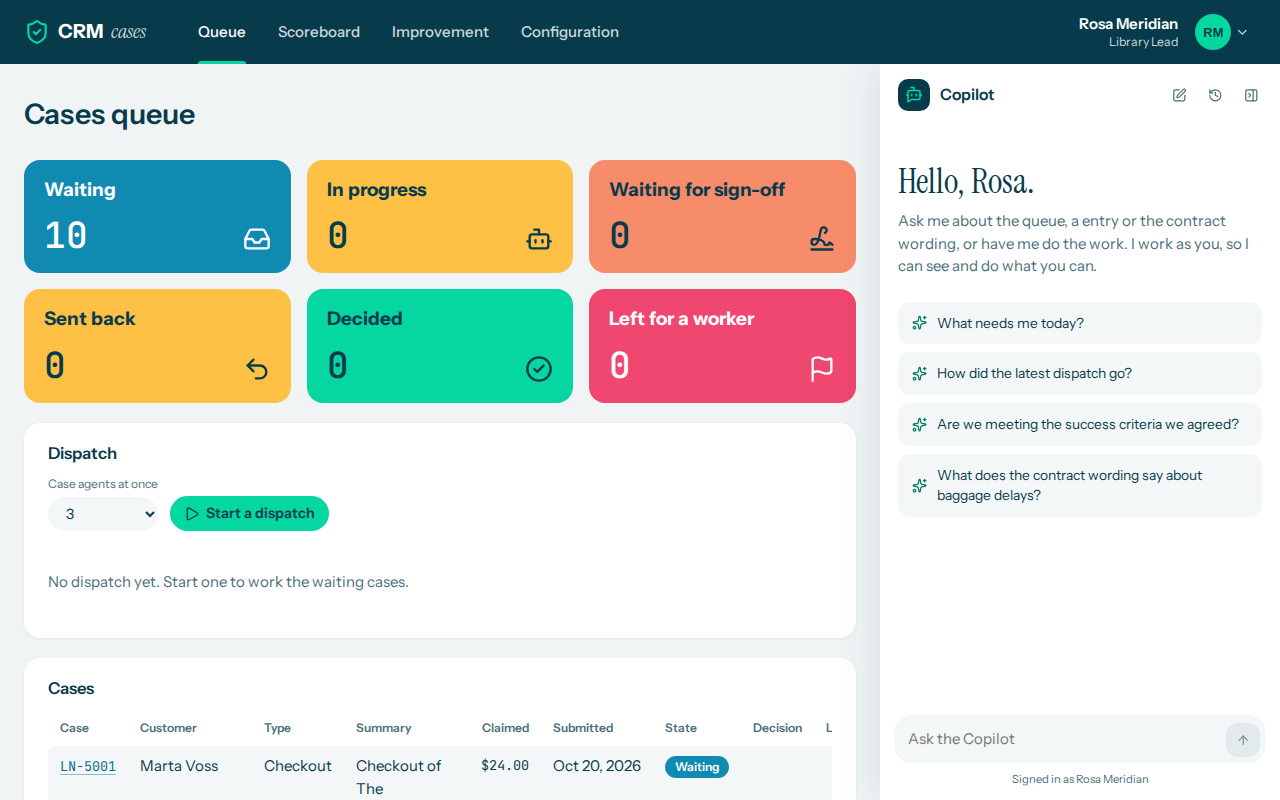 CRM cases
Queue
Scoreboard
Improvement
Configuration
Rosa Meridian
Library Lead
RM
Cases queue
Waiting
10
In progress
0
Waiting for sign-off
0
Sent back
0
Decided
0
Left for a worker
0
Dispatch
Case agents at once
3
Start a dispatch
No dispatch yet. Start one to work the waiting cases.
Cases
Case Customer Type Summary Claimed Submitted State Decision L
LN-5001 Marta Voss Checkout Checkout of $24.00 Oct 20, 2026 Waiting
The
Copilot
Hello, Rosa.
Ask me about the queue, a entry or the contract
wording, or have me do the work. I work as you, so I
can see and do what you can.
What needs me today?
How did the latest dispatch go?
Are we meeting the success criteria we agreed?
What does the contract wording say about
baggage delays?
Ask the Copilot
Signed in as Rosa Meridian